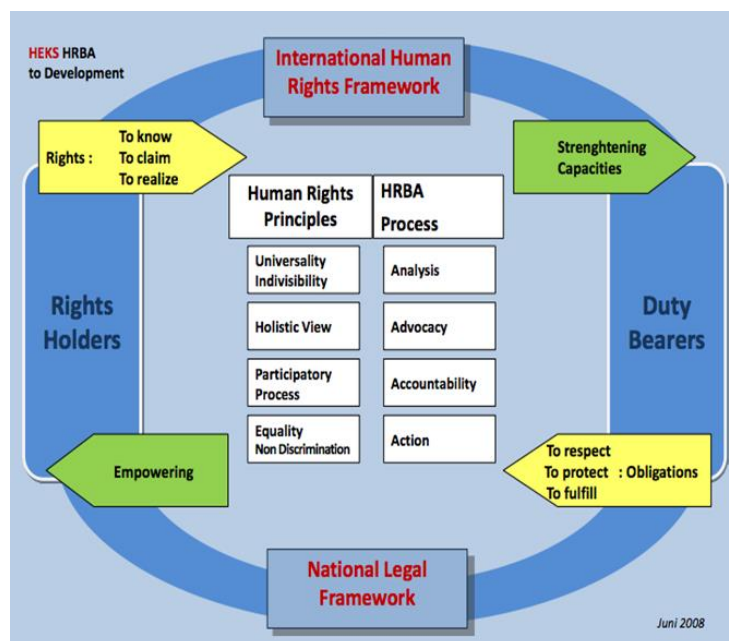 HEKS HRBA
to Development
International Human
Rights Framework
Rights :
To know
To claim
To realize
Strenghtening
Capacities
Human Rights
Principles
HRBA
Process
Universality
Indivisibility
Analysis
Holistic View
Advocacy
Participatory
Process
Accountability
Equality
Non Discrimination
Action
Rights
Holders
Duty
Bearers
Empowering
To respect
To protect : Obligations
To fulfill
National Legal
Framework
Juni 2008